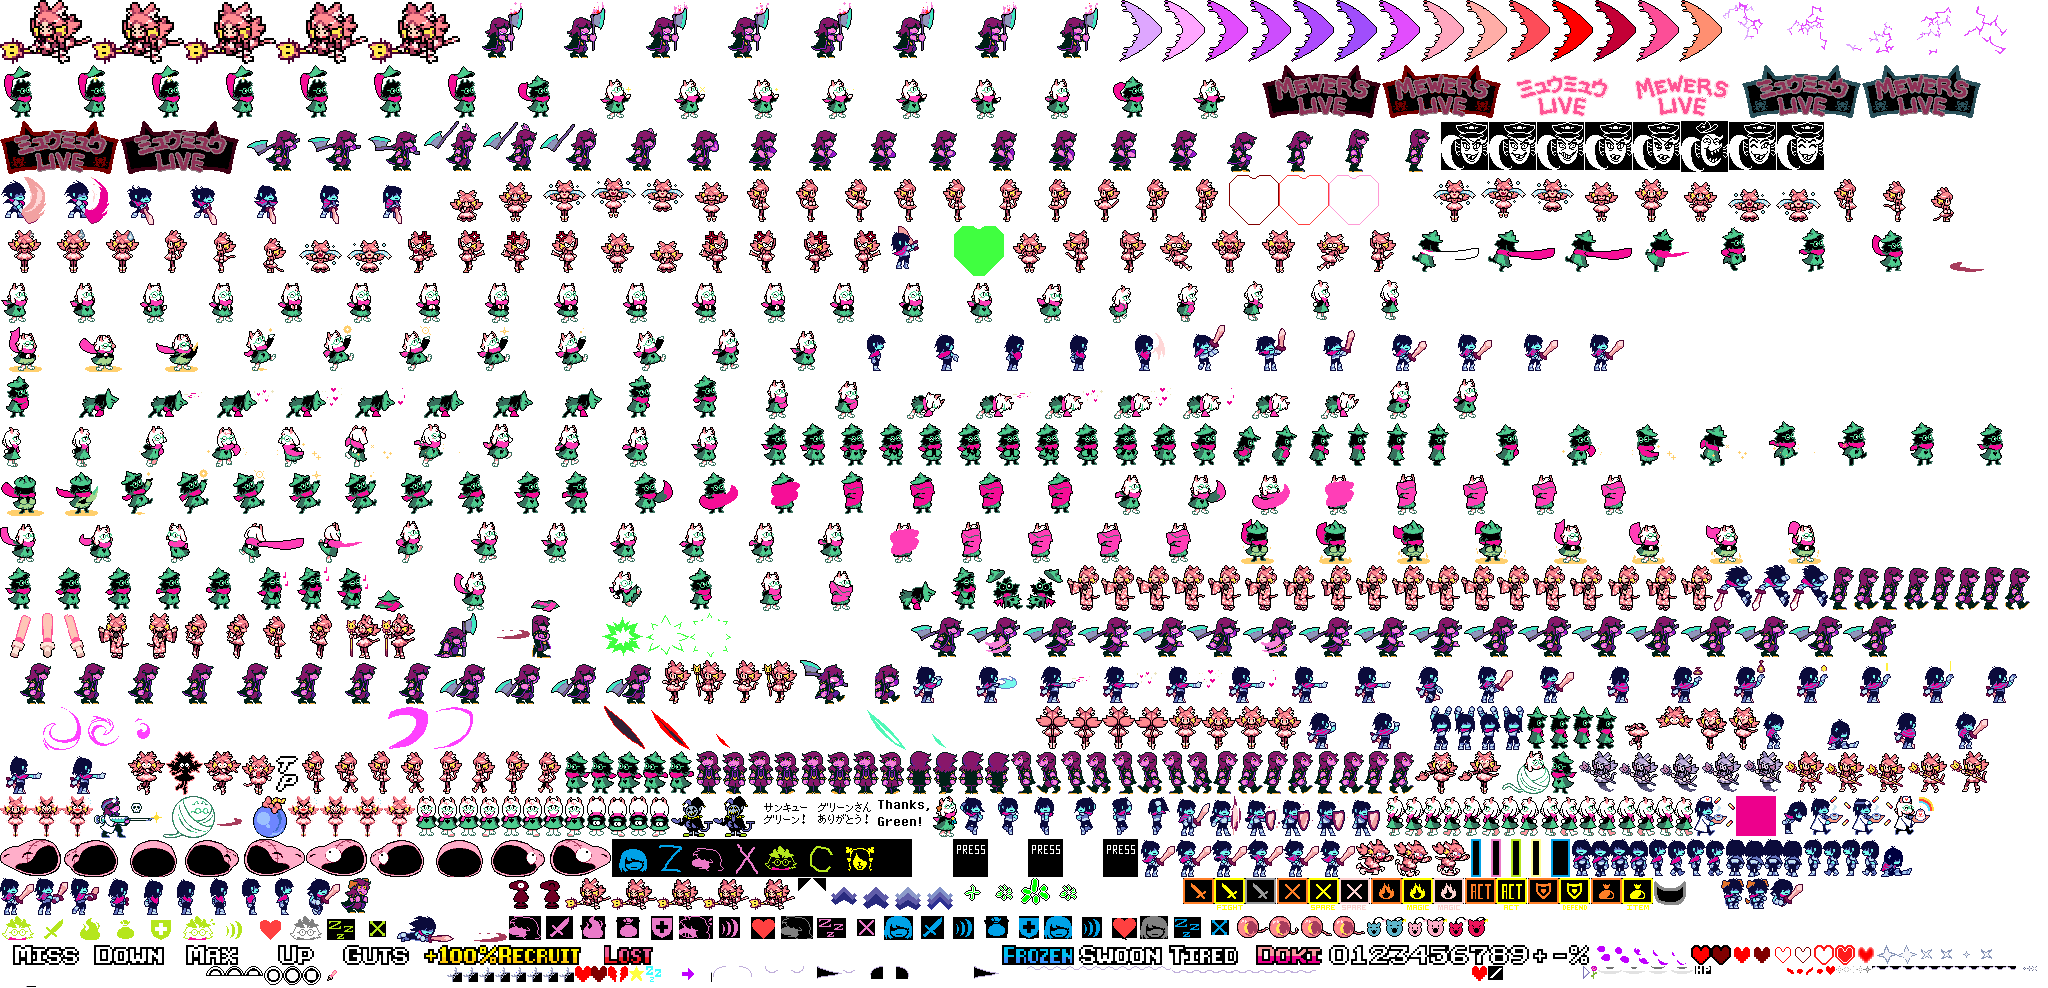 MEWERS LIVE
MEWERS LIVE
ミュウミュウ LIVE
MEWERS LIVE
ミュウミュウ LIVE
MEWERS LIVE
ミュウミュウ LIVE
ミュウミュウ LIVE
サンキュー グリーンさん
グリーン! ありがとう!
Thanks,
Green!
Z X C
PRESS
PRESS
PRESS
ACT
ACT
MISS DOWN MAX UP GUTS +100% RECRUIT LOST FROZEN SWOON TIRED DOKI 0123456789+-%
HP